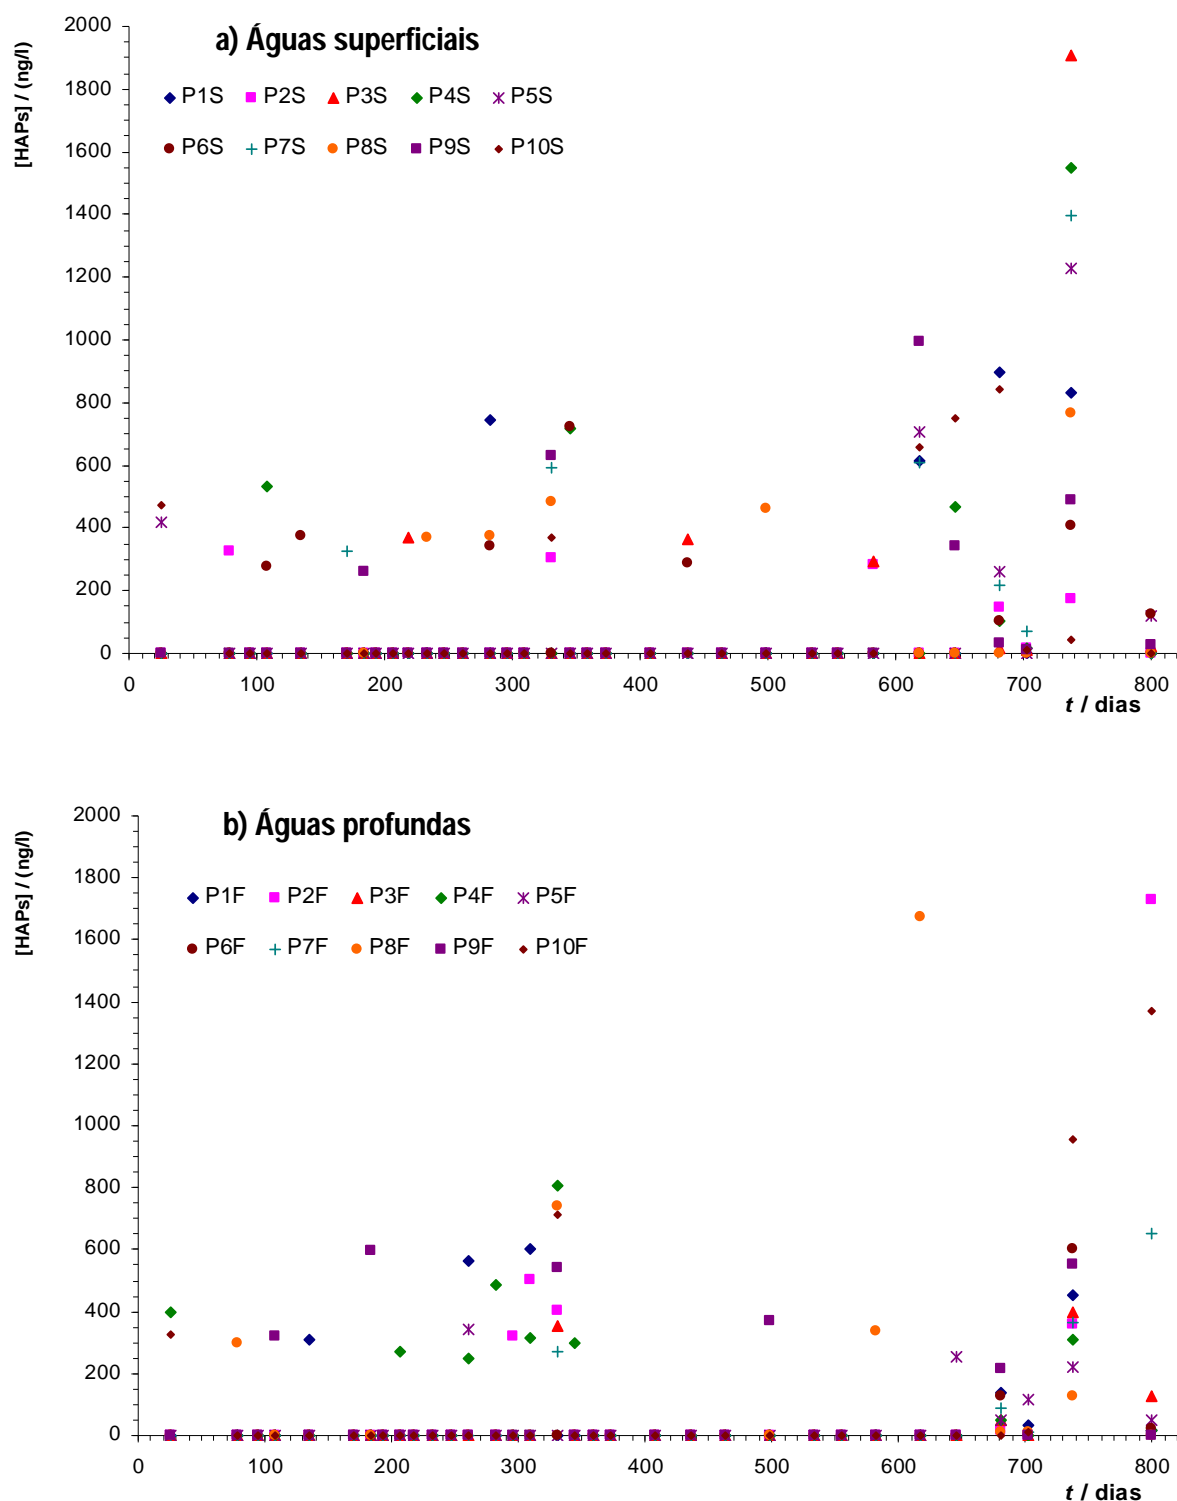 a) Águas superficiais
[HAPs] / (ng/l)
2000
1800
1600
1400
1200
1000
800
600
400
200
0
P1S P2S P3S P4S P5S
P6S P7S P8S P9S P10S
0 100 200 300 400 500 600 700 800
t / dias
b) Águas profundas
[HAPs] / (ng/l)
2000
1800
1600
1400
1200
1000
800
600
400
200
0
P1F P2F P3F P4F P5F
P6F P7F P8F P9F P10F
0 100 200 300 400 500 600 700 800
t / dias